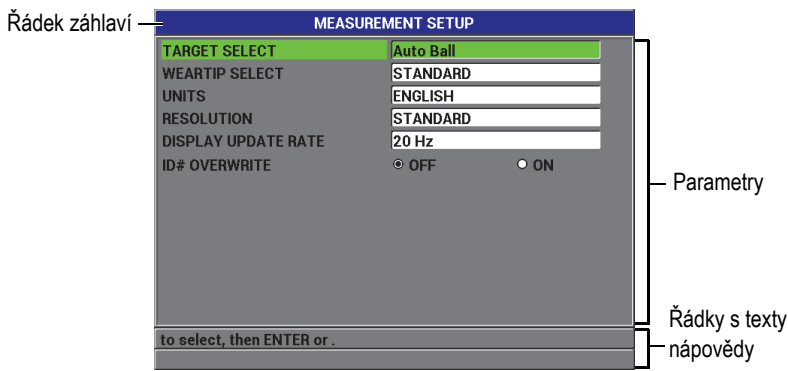 Řádek záhlaví
MEASUREMENT SETUP
TARGET SELECT Auto Ball
WEARTIP SELECT STANDARD
UNITS ENGLISH
RESOLUTION STANDARD
DISPLAY UPDATE RATE 20 Hz
ID# OVERWRITE OFF ON
Parametry
to select, then ENTER or .
Řádky s texty
nápovědy